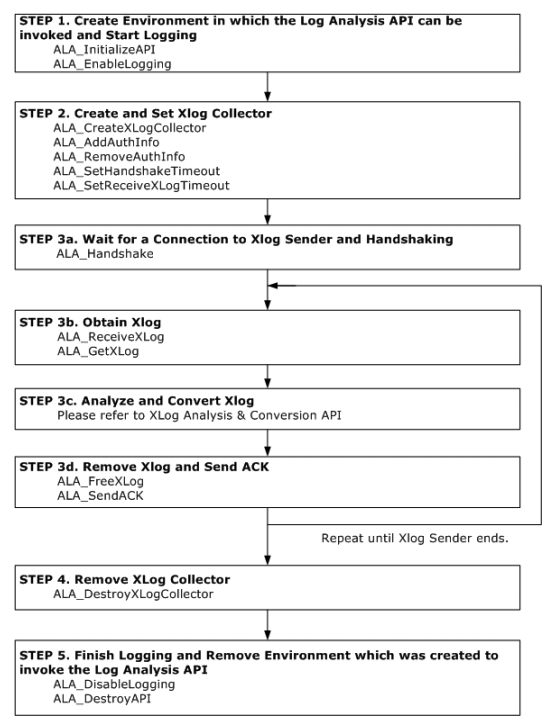 STEP 1. Create Environment in which the Log Analysis API can be
invoked and Start Logging
ALA_InitializeAPI
ALA_EnableLogging
STEP 2. Create and Set Xlog Collector
ALA_CreateXLogCollector
ALA_AddAuthInfo
ALA_RemoveAuthInfo
ALA_SetHandshakeTimeout
ALA_SetReceiveXLogTimeout
STEP 3a. Wait for a Connection to Xlog Sender and Handshaking
ALA_Handshake
STEP 3b. Obtain Xlog
ALA_ReceiveXLog
ALA_GetXLog
STEP 3c. Analyze and Convert Xlog
Please refer to XLog Analysis & Conversion API
STEP 3d. Remove Xlog and Send ACK
ALA_FreeXLog
ALA_SendACK
Repeat until Xlog Sender ends.
STEP 4. Remove XLog Collector
ALA_DestroyXLogCollector
STEP 5. Finish Logging and Remove Environment which was created to
invoke the Log Analysis API
ALA_DisableLogging
ALA_DestroyAPI